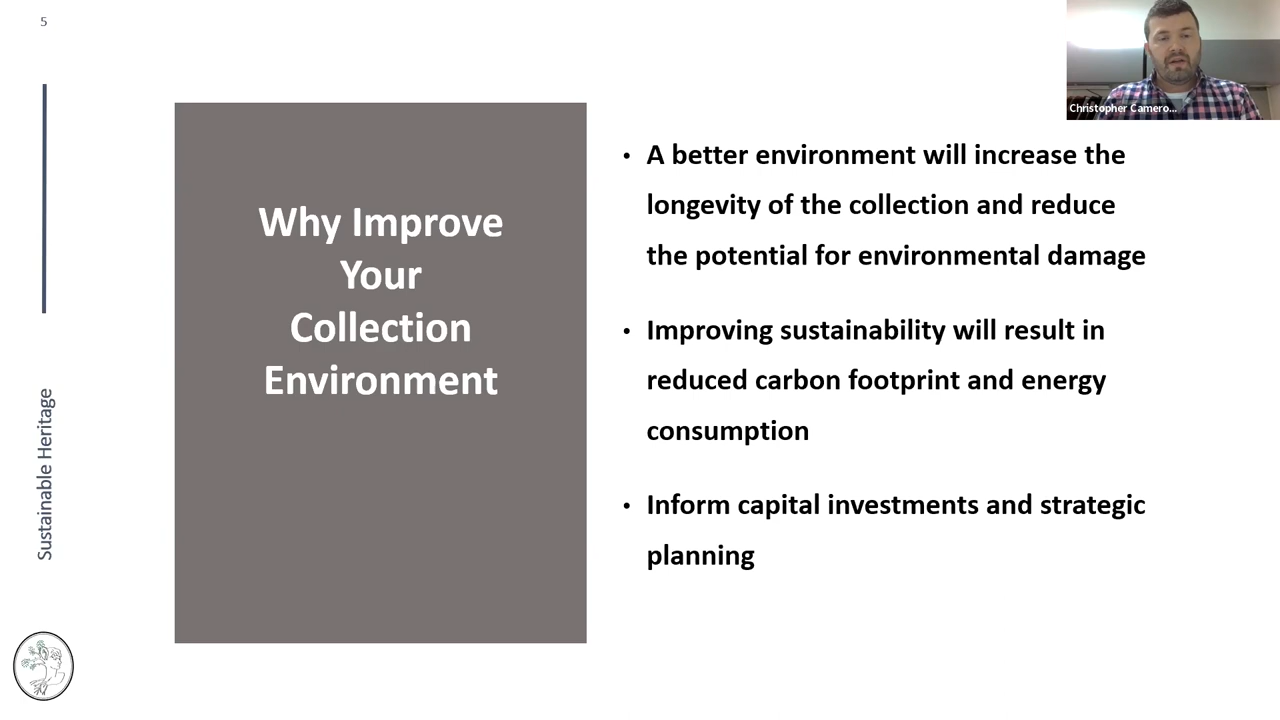 5
Christopher Camero...
Why Improve
Your
Collection
Environment
• A better environment will increase the
longevity of the collection and reduce
the potential for environmental damage
• Improving sustainability will result in
reduced carbon footprint and energy
consumption
• Inform capital investments and strategic
planning
Sustainable Heritage